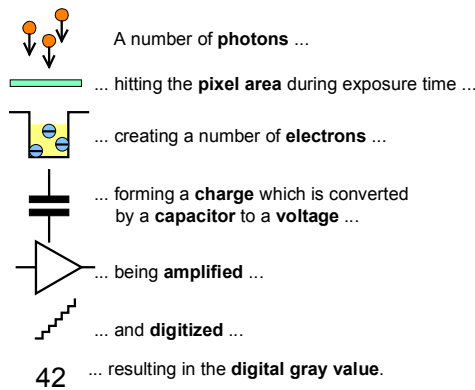 A number of photons ...
... hitting the pixel area during exposure time ...
... creating a number of electrons ...
... forming a charge which is converted
by a capacitor to a voltage ...
... being amplified ...
... and digitized ...
42 ... resulting in the digital gray value.